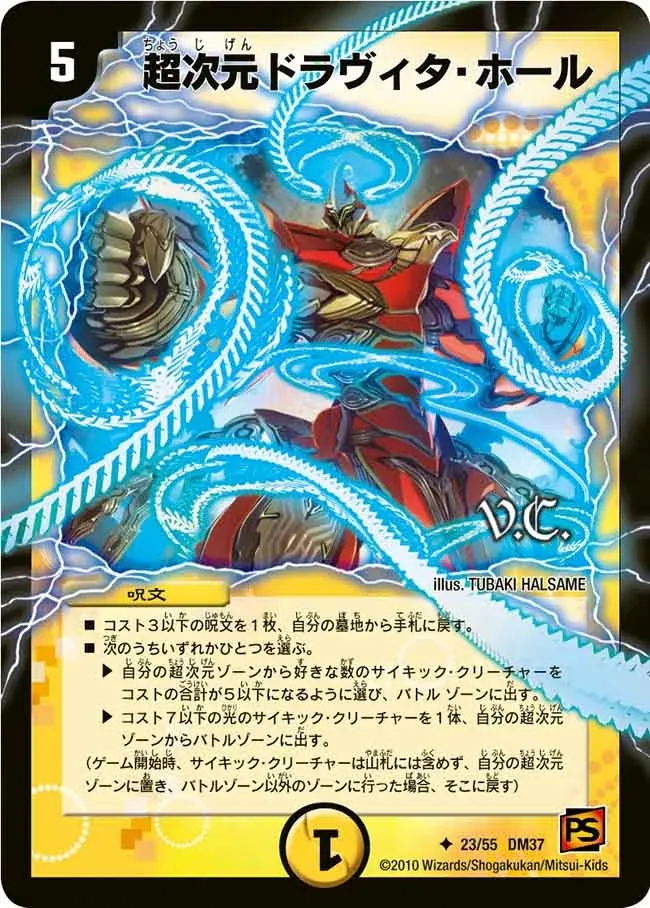 5
超次元ドラヴィタ・ホール
ちょうじげん
V.C.
illus. TUBAKI HALSAME
呪文
■ コスト3以下の呪文を1枚、自分の墓地から手札に戻す。
■ 次のうちいずれかひとつを選ぶ。
▶ 自分の超次元ゾーンから好きな数のサイキック・クリーチャーを
コストの合計が5以下になるように選び、バトル ゾーンに出す。
▶ コスト7以下の光のサイキック・クリーチャーを1体、自分の超次元
ゾーンからバトルゾーンに出す。
(ゲーム開始時、サイキック・クリーチャーは山札には含めず、自分の超次元
ゾーンに置き、バトルゾーン以外のゾーンに行った場合、そこに戻す)
1
PS
23/55 DM37
©2010 Wizards/Shogakukan/Mitsui-Kids